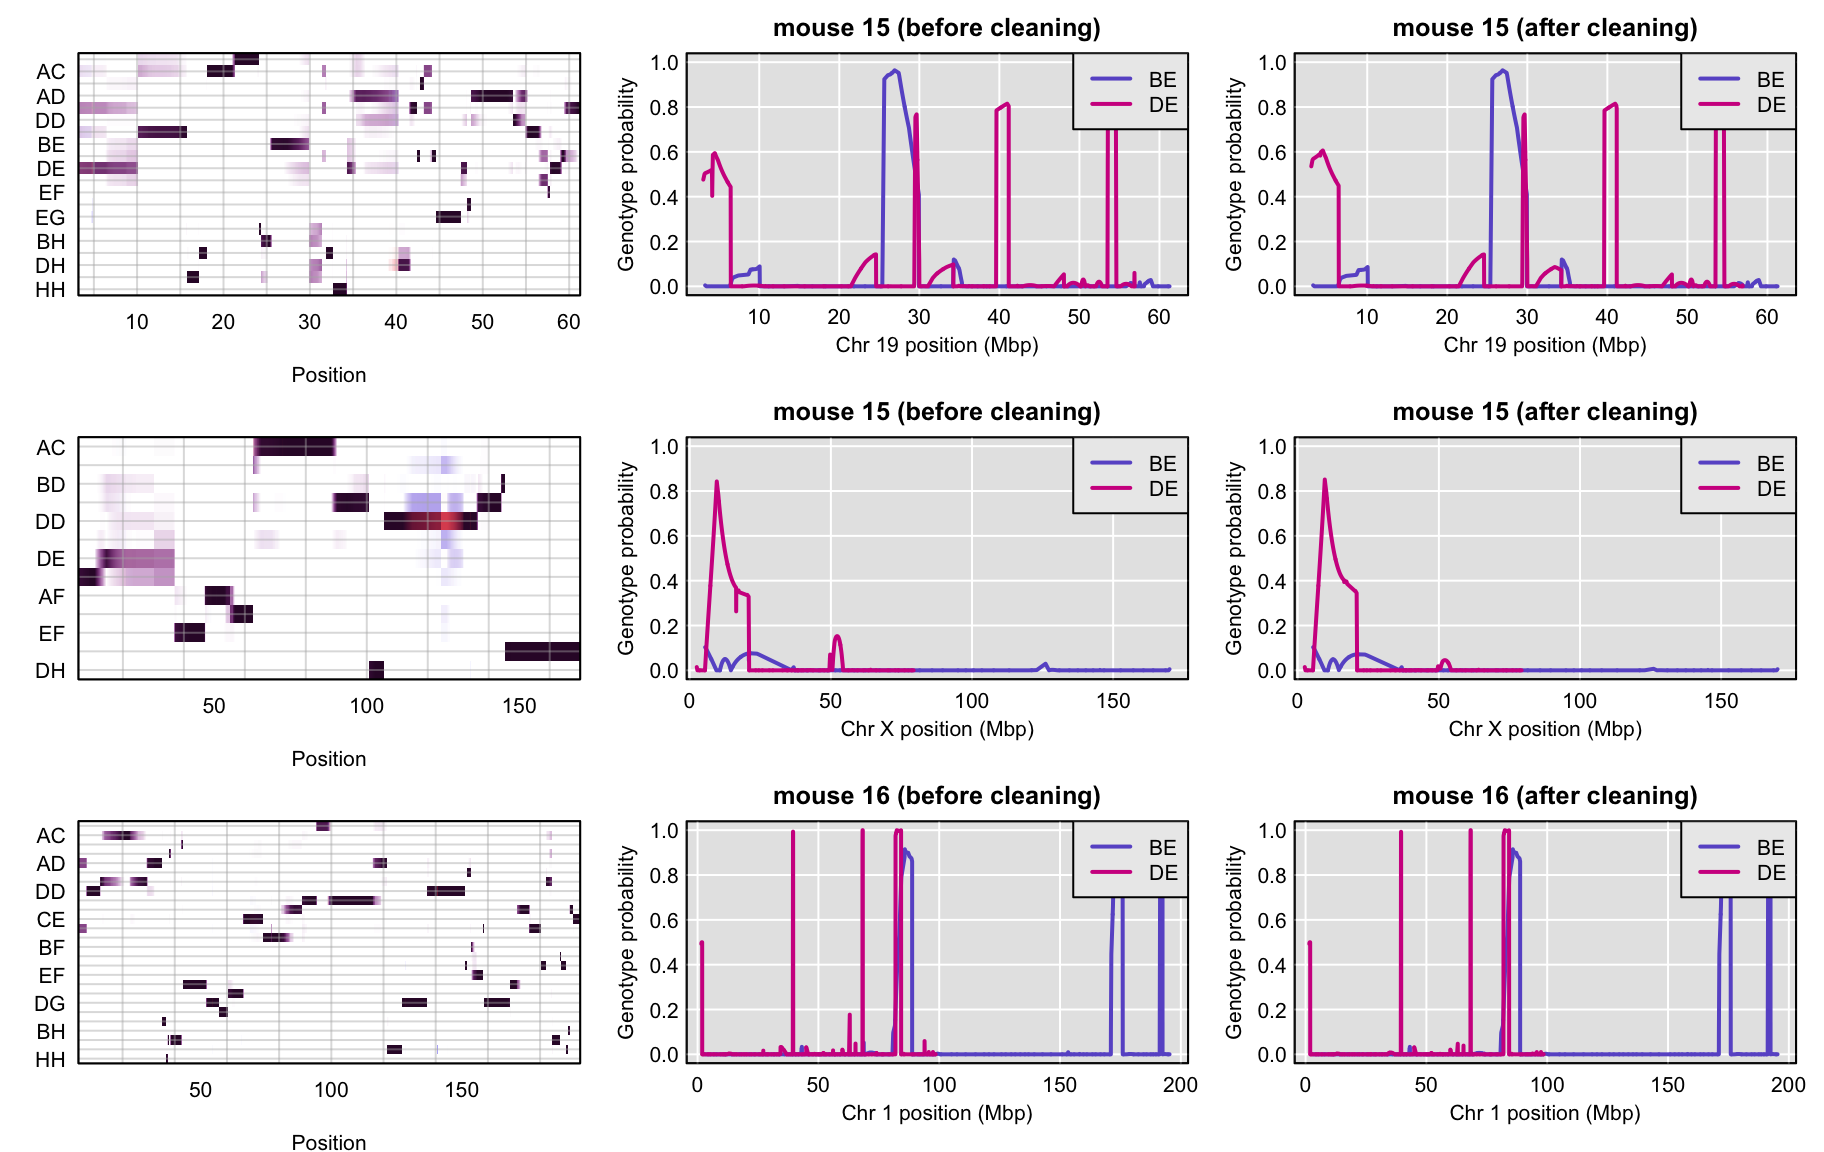 mouse 15 (before cleaning)
mouse 15 (after cleaning)
AC
AD
DD
BE
DE
EF
EG
BH
DH
HH
10 20 30 40 50 60
Position
Genotype probability
1.0
0.8
0.6
0.4
0.2
0.0
BE
DE
10 20 30 40 50 60
Chr 19 position (Mbp)
Genotype probability
1.0
0.8
0.6
0.4
0.2
0.0
BE
DE
10 20 30 40 50 60
Chr 19 position (Mbp)
mouse 15 (before cleaning)
mouse 15 (after cleaning)
AC
BD
DD
DE
AF
EF
DH
50 100 150
Position
Genotype probability
1.0
0.8
0.6
0.4
0.2
0.0
BE
DE
0 50 100 150
Chr X position (Mbp)
Genotype probability
1.0
0.8
0.6
0.4
0.2
0.0
BE
DE
0 50 100 150
Chr X position (Mbp)
mouse 16 (before cleaning)
mouse 16 (after cleaning)
AC
AD
DD
CE
BF
EF
DG
BH
HH
50 100 150
Position
Genotype probability
1.0
0.8
0.6
0.4
0.2
0.0
BE
DE
0 50 100 150 200
Chr 1 position (Mbp)
Genotype probability
1.0
0.8
0.6
0.4
0.2
0.0
BE
DE
0 50 100 150 200
Chr 1 position (Mbp)